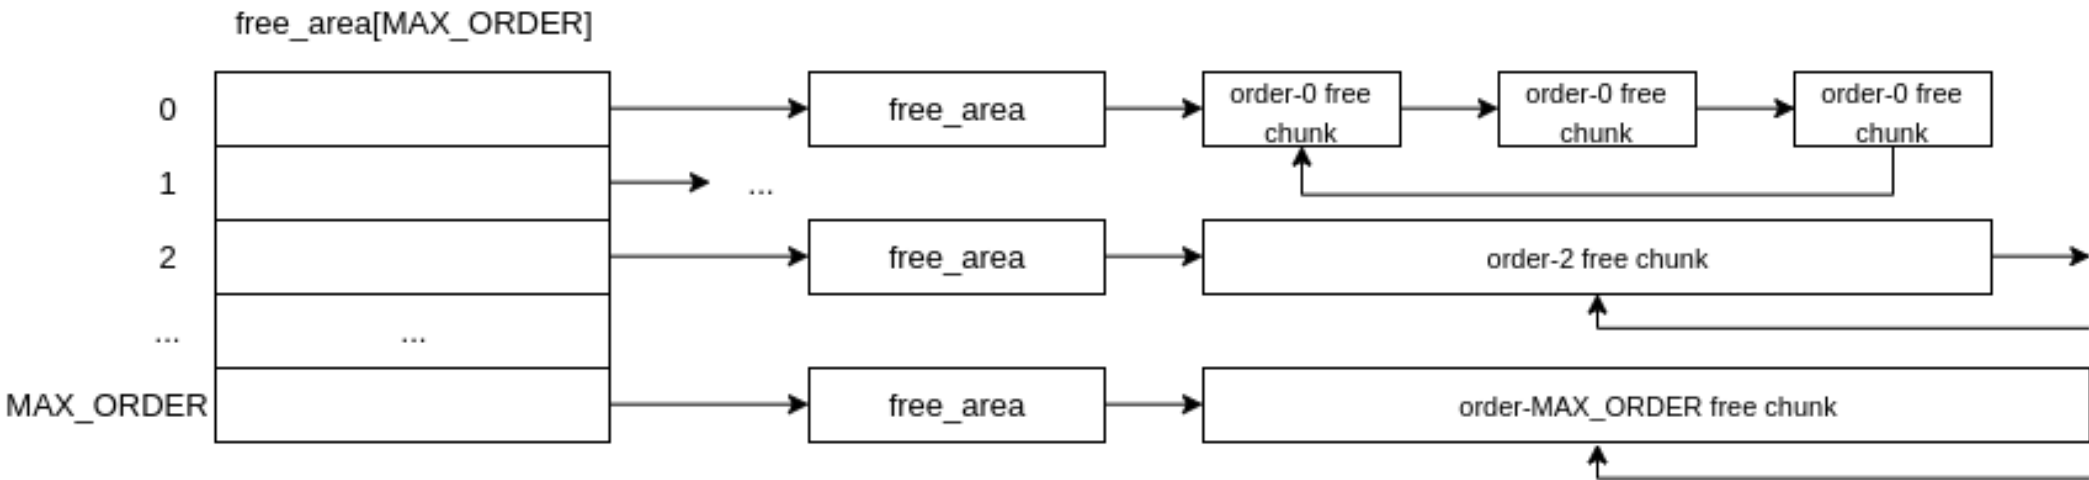 free_area[MAX_ORDER]
0
free_area
order-0 free
chunk
order-0 free
chunk
order-0 free
chunk
1
...
2
free_area
order-2 free chunk
...
...
MAX_ORDER
free_area
order-MAX_ORDER free chunk